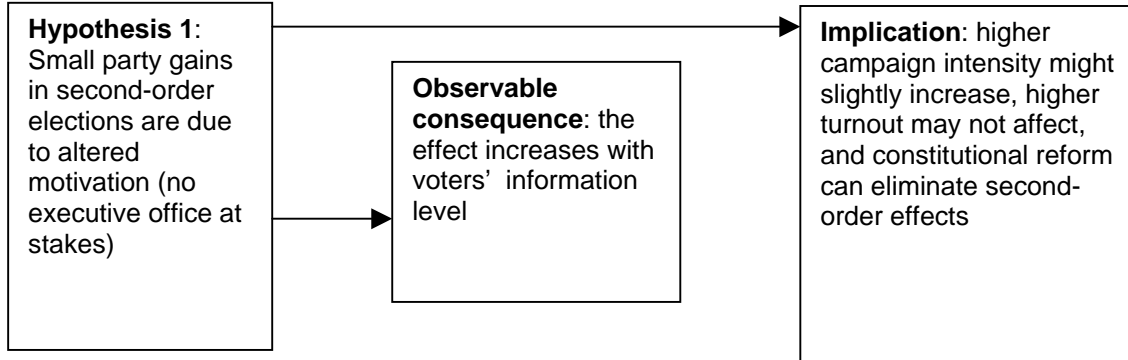 Hypothesis 1:
Small party gains
in second-order
elections are due
to altered
motivation (no
executive office at
stakes)
Observable
consequence: the
effect increases with
voters’ information
level
Implication: higher
campaign intensity might
slightly increase, higher
turnout may not affect,
and constitutional reform
can eliminate second-
order effects